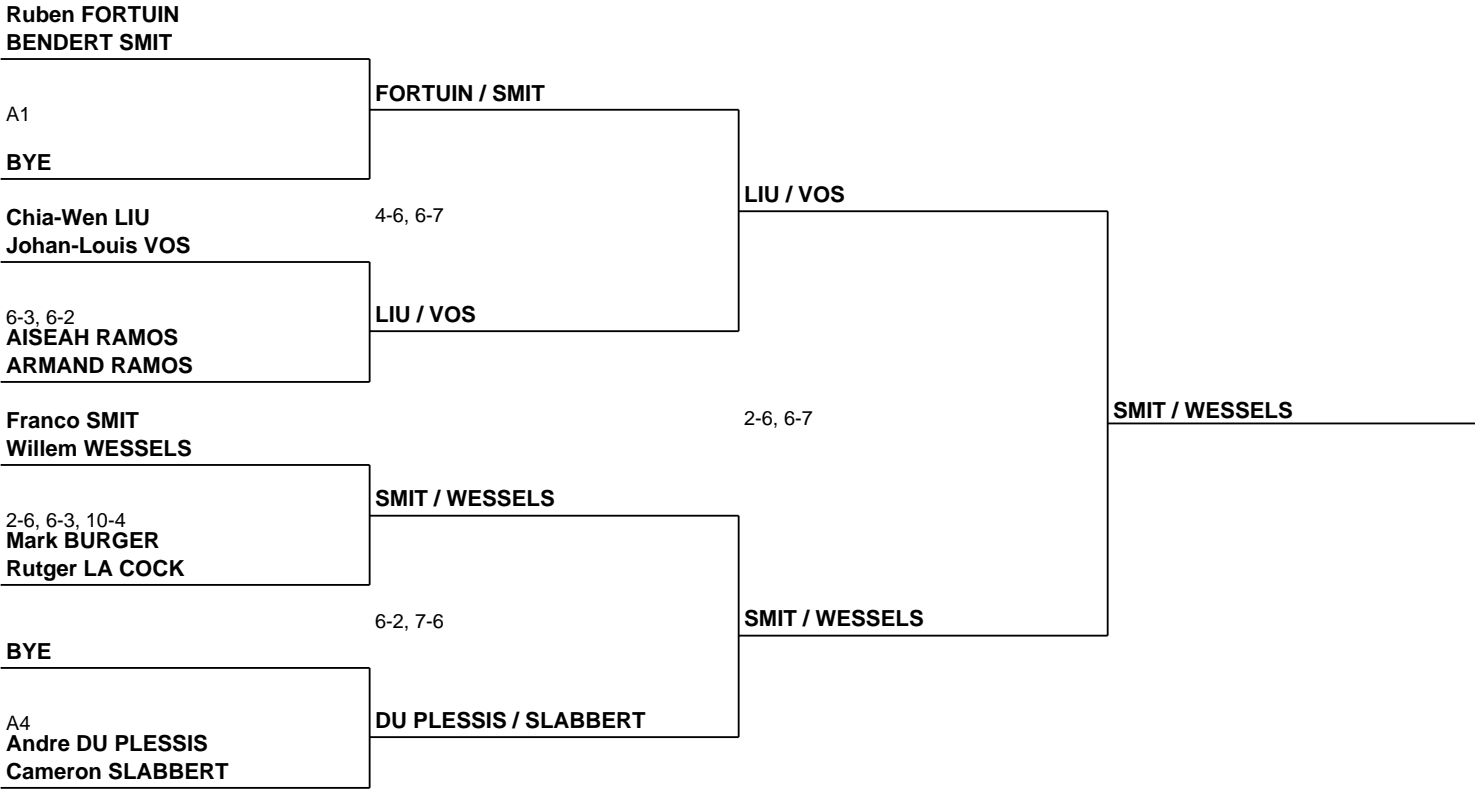 Ruben FORTUIN
BENDERT SMIT
A1
BYE
Chia-Wen LIU
Johan-Louis VOS
6-3, 6-2
AISEAH RAMOS
ARMAND RAMOS
Franco SMIT
Willem WESSELS
2-6, 6-3, 10-4
Mark BURGER
Rutger LA COCK
BYE
A4
Andre DU PLESSIS
Cameron SLABBERT
FORTUIN / SMIT
4-6, 6-7
LIU / VOS
SMIT / WESSELS
6-2, 7-6
DU PLESSIS / SLABBERT
LIU / VOS
2-6, 6-7
SMIT / WESSELS
SMIT / WESSELS